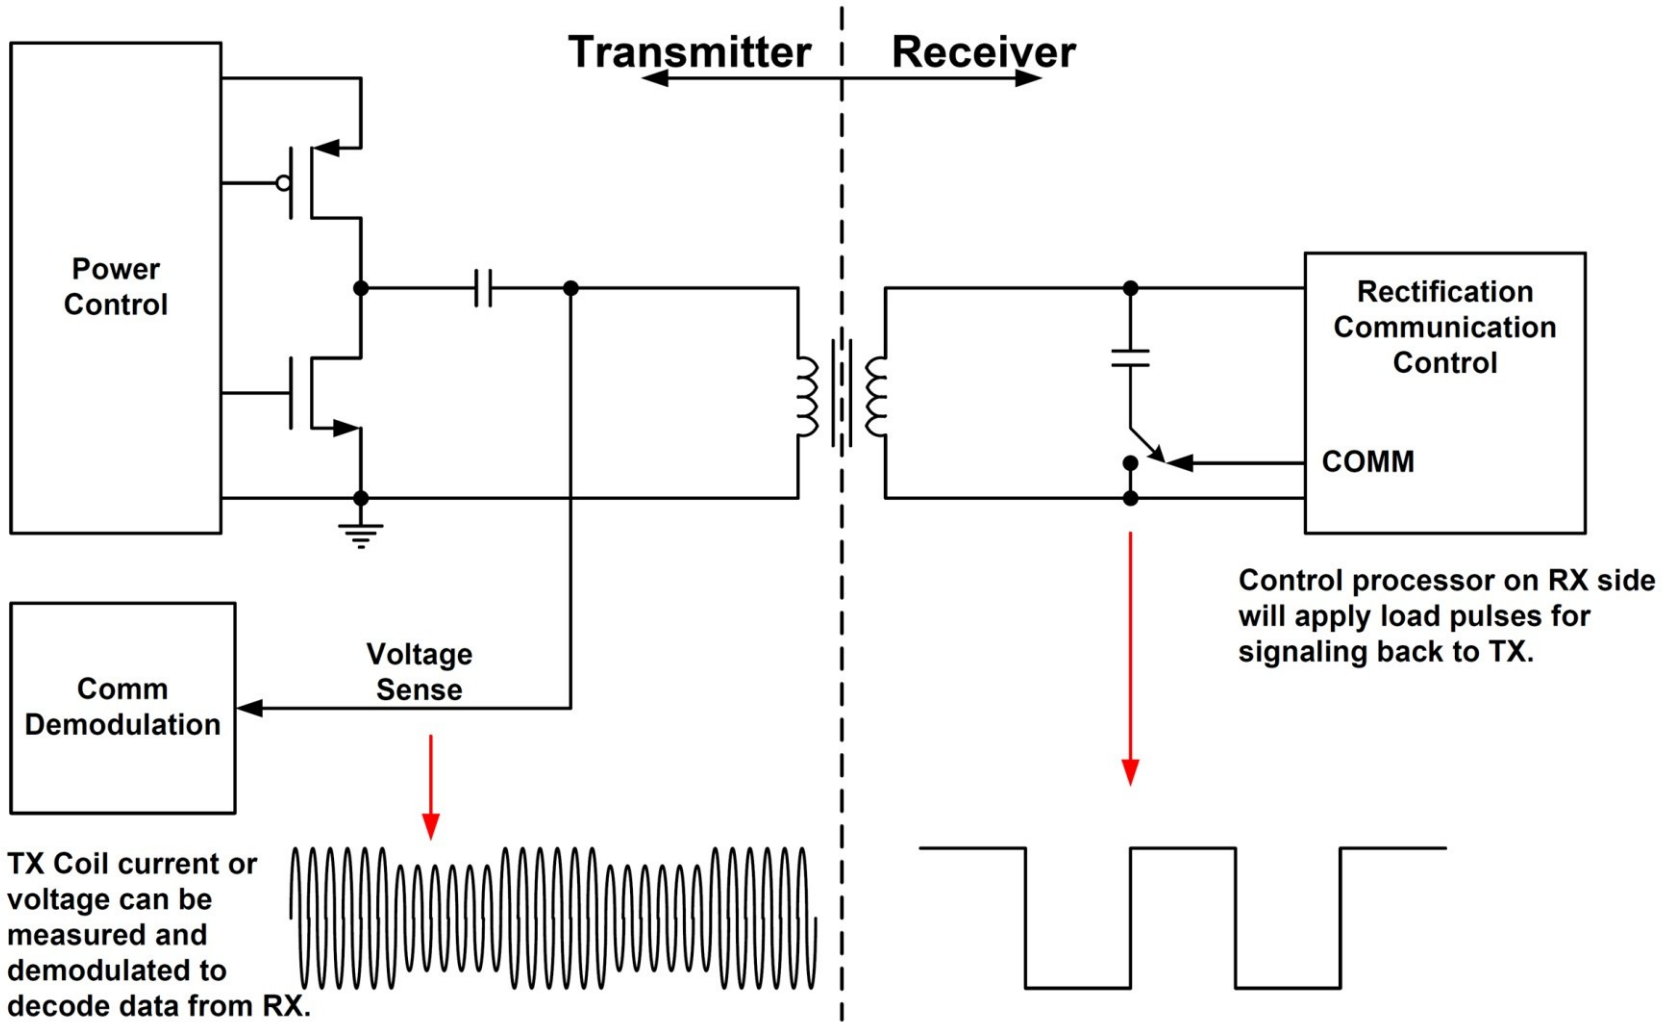 Transmitter
Receiver
Power
Control
Rectification
Communication
Control
COMM
Control processor on RX side
will apply load pulses for
signaling back to TX.
Voltage
Sense
Comm
Demodulation
TX Coil current or
voltage can be
measured and
demodulated to
decode data from RX.